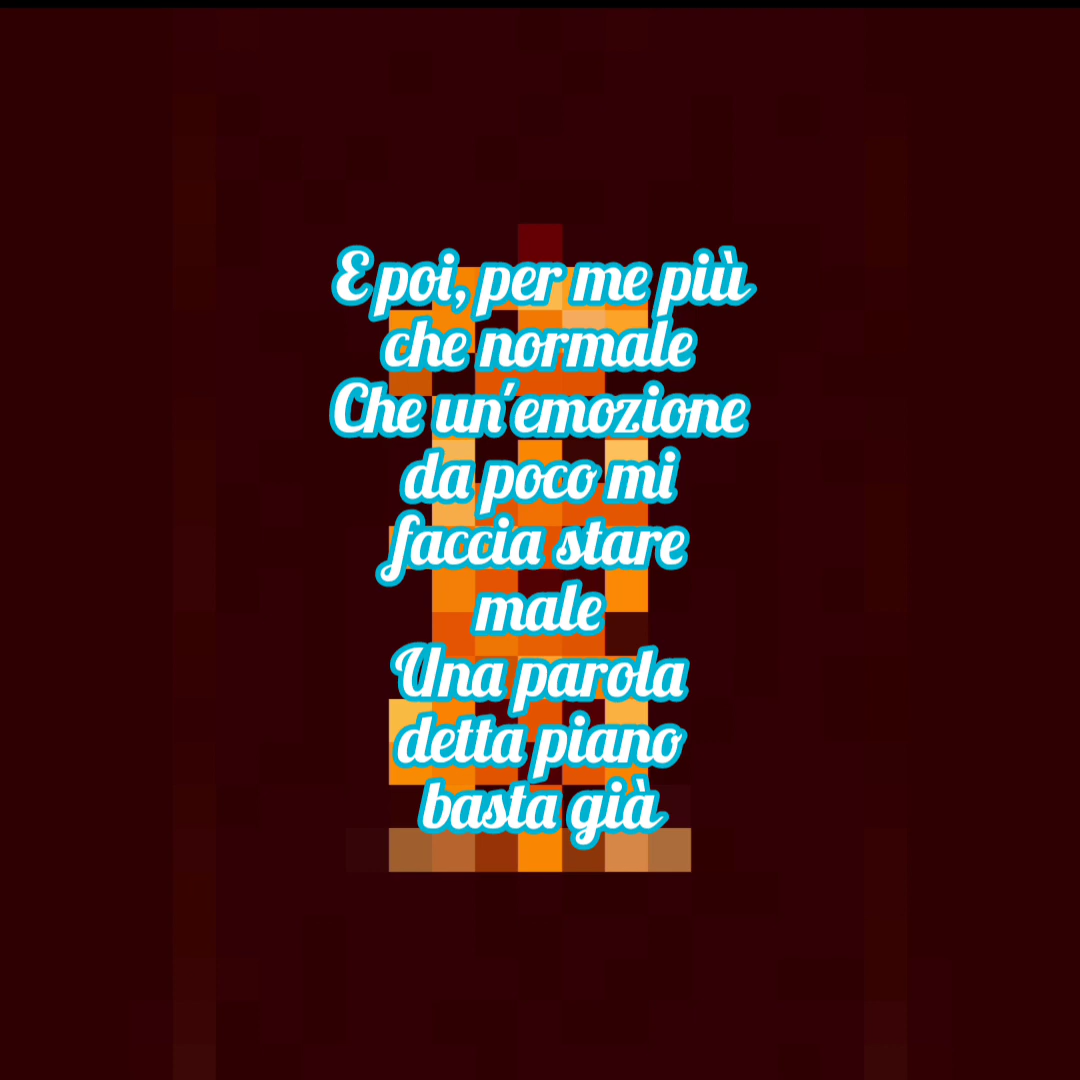 E poi, per me più
che normale
Che un'emozione
da poco mi
faccia stare
male
Una parola
detta piano
basta già